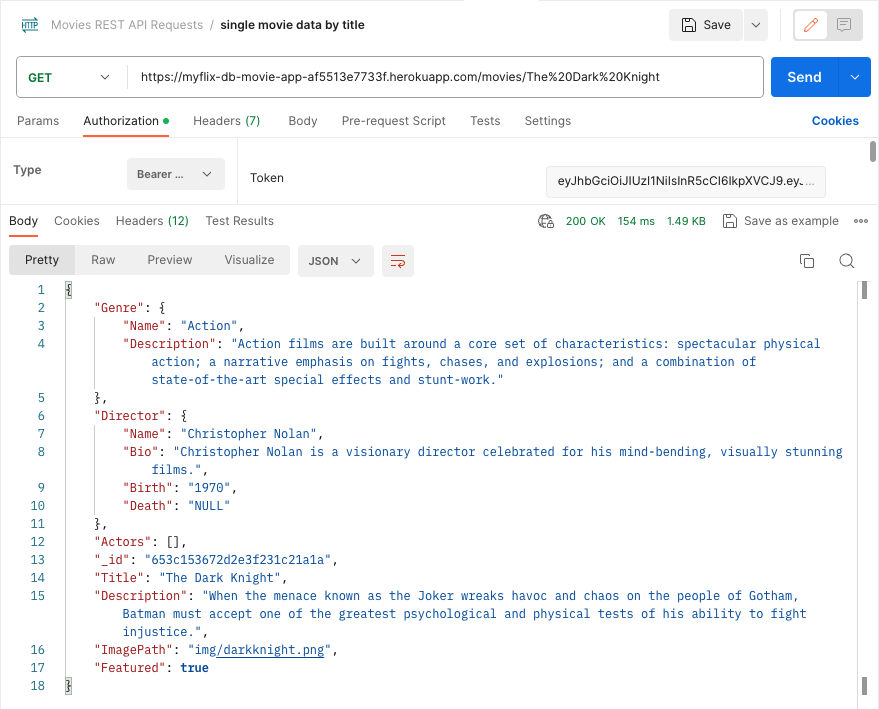 HTTP Movies REST API Requests / single movie data by title Save
GET https://myflix-db-movie-app-af5513e7733f.herokuapp.com/movies/The%20Dark%20Knight Send
Params Authorization Headers (7) Body Pre-request Script Tests Settings Cookies
Type Bearer ... Token eyJhbGciOiJIUzI1NiIsInR5cCI6IkpXVCJ9.ey...
Body Cookies Headers (12) Test Results 200 OK 154 ms 1.49 KB Save as example
Pretty Raw Preview Visualize JSON
1 {
2 "Genre": {
3 "Name": "Action",
4 "Description": "Action films are built around a core set of characteristics: spectacular physical
action; a narrative emphasis on fights, chases, and explosions; and a combination of
state-of-the-art special effects and stunt-work."
5 },
6 "Director": {
7 "Name": "Christopher Nolan",
8 "Bio": "Christopher Nolan is a visionary director celebrated for his mind-bending, visually stunning
films.",
9 "Birth": "1970",
10 "Death": "NULL"
11 },
12 "Actors": [],
13 "_id": "653c153672d2e3f231c21a1a",
14 "Title": "The Dark Knight",
15 "Description": "When the menace known as the Joker wreaks havoc and chaos on the people of Gotham,
Batman must accept one of the greatest psychological and physical tests of his ability to fight
injustice.",
16 "ImagePath": "img/darkknight.png",
17 "Featured": true
18 }